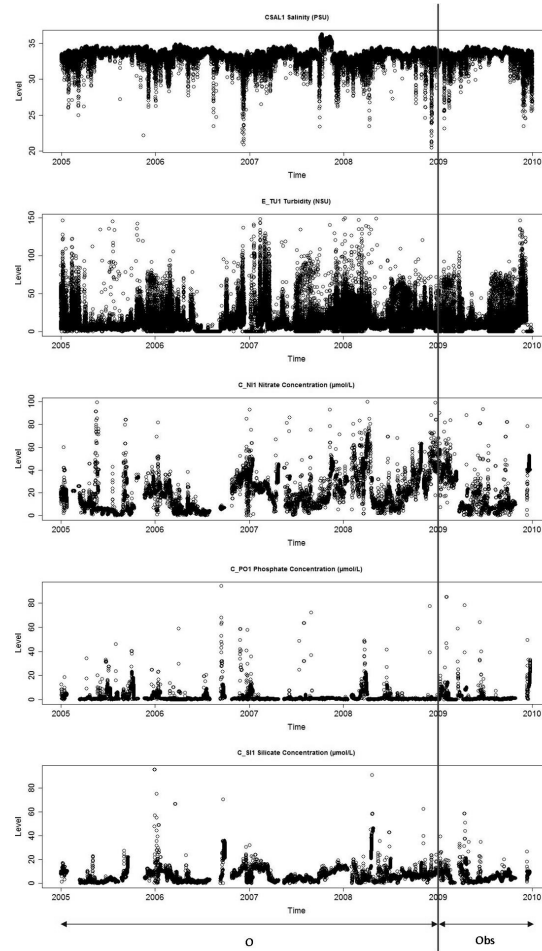 CSAL1 Salinity (PSU)
Level
35
30
25
20
2005 2006 2007 2008 2009 2010
Time
E_TU1 Turbidity (NSU)
Level
150
100
50
0
2005 2006 2007 2008 2009 2010
Time
C_NI1 Nitrate Concentration (µmol/L)
Level
100
80
60
40
20
0
2005 2006 2007 2008 2009 2010
Time
C_PO1 Phosphate Concentration (µmol/L)
Level
80
60
40
20
0
2005 2006 2007 2008 2009 2010
Time
C_SI1 Silicate Concentration (µmol/L)
Level
100
80
60
40
20
0
2005 2006 2007 2008 2009 2010
Time
O Obs